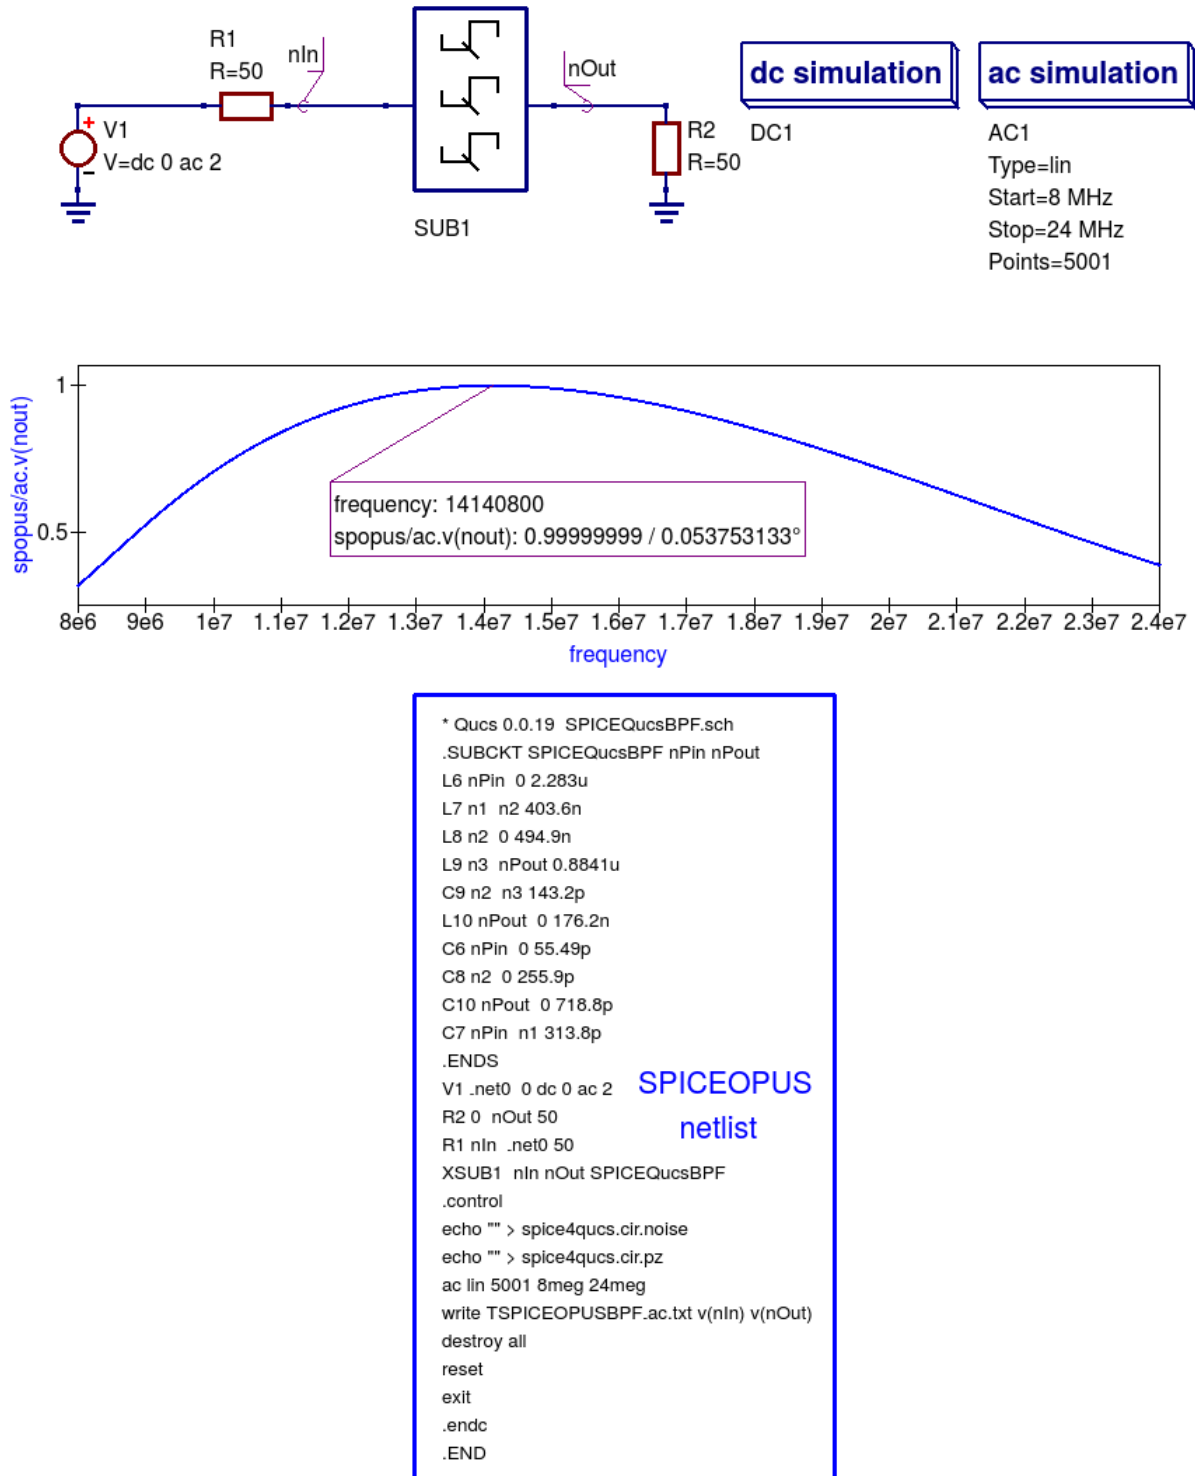 R1
R=50
nIn
V1
V=dc 0 ac 2
SUB1
nOut
R2
R=50
dc simulation
DC1
ac simulation
AC1
Type=lin
Start=8 MHz
Stop=24 MHz
Points=5001
spopus/ac.v(nout)
1
0.5
frequency: 14140800
spopus/ac.v(nout): 0.99999999 / 0.053753133°
8e6 9e6 1e7 1.1e7 1.2e7 1.3e7 1.4e7 1.5e7 1.6e7 1.7e7 1.8e7 1.9e7 2e7 2.1e7 2.2e7 2.3e7 2.4e7
frequency
* Qucs 0.0.19 SPICEQucsBPF.sch
.SUBCKT SPICEQucsBPF nPin nPout
L6 nPin 0 2.283u
L7 n1 n2 403.6n
L8 n2 0 494.9n
L9 n3 nPout 0.8841u
C9 n2 n3 143.2p
L10 nPout 0 176.2n
C6 nPin 0 55.49p
C8 n2 0 255.9p
C10 nPout 0 718.8p
C7 nPin n1 313.8p
.ENDS
V1 _net0 0 dc 0 ac 2
R2 0 nOut 50
R1 nIn _net0 50
XSUB1 nIn nOut SPICEQucsBPF
.control
echo "" > spice4qucs.cir.noise
echo "" > spice4qucs.cir.pz
ac lin 5001 8meg 24meg
write TSPICEOPUSBPF_ac.txt v(nIn) v(nOut)
destroy all
reset
exit
.endc
.END
SPICEOPUS
netlist